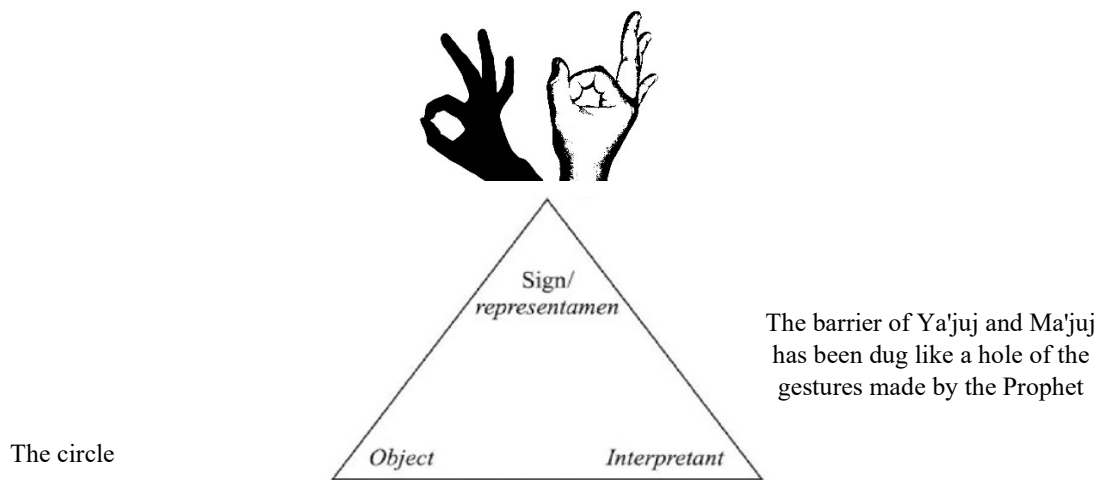 Sign/
representamen
The barrier of Ya'juj and Ma'juj
has been dug like a hole of the
gestures made by the Prophet
The circle
Object
Interpretant